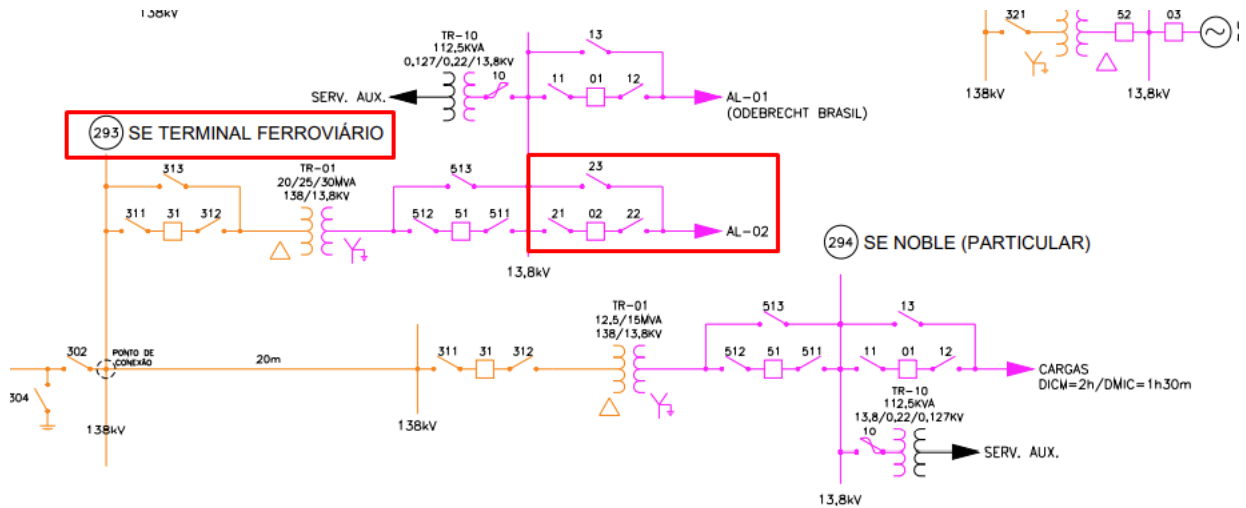 138kV
321
52
03
138kV
13,8kV
TR-10
112,5KVA
0.127/0.22/13.8KV
10
SERV. AUX.
13
11
01
12
AL-01
(ODEBRECHT BRASIL)
293
SE TERMINAL FERROVIÁRIO
313
311
31
312
TR-01
20/25/30MVA
138/13.8KV
513
512
51
511
23
21
02
22
AL-02
13,8kV
294
SE NOBLE (PARTICULAR)
302
PONTO DE
CONEXÃO
20m
304
138kV
138kV
311
31
312
TR-01
12,5/15MVA
138/13.8KV
513
512
51
511
13
11
01
12
CARGAS
DICM=2h/DMIC=1h30m
TR-10
112,5KVA
13,8/0,22/0,127KV
10
SERV. AUX.
13,8kV